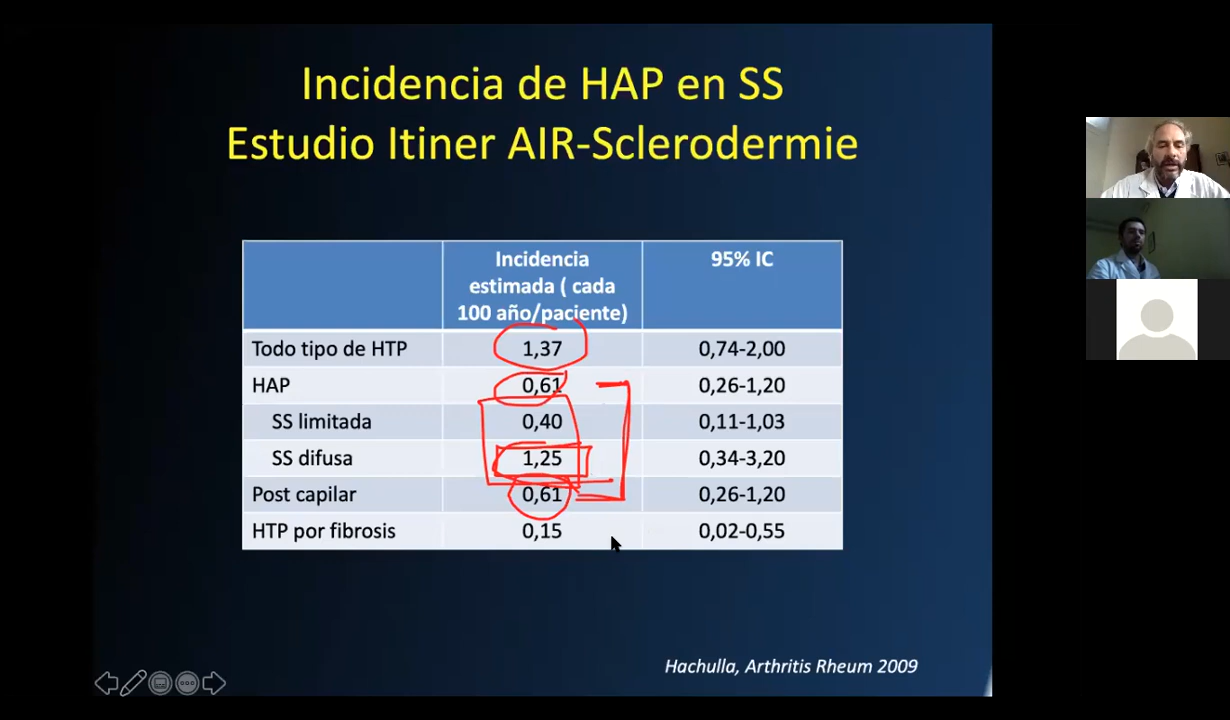 Incidencia de HAP en SS
Estudio Itiner AIR-Sclerodermie
Incidencia estimada ( cada 100 año/paciente) 95% IC
Todo tipo de HTP 1,37 0,74-2,00
HAP 0,61 0,26-1,20
SS limitada 0,40 0,11-1,03
SS difusa 1,25 0,34-3,20
Post capilar 0,61 0,26-1,20
HTP por fibrosis 0,15 0,02-0,55
Hachulla, Arthritis Rheum 2009